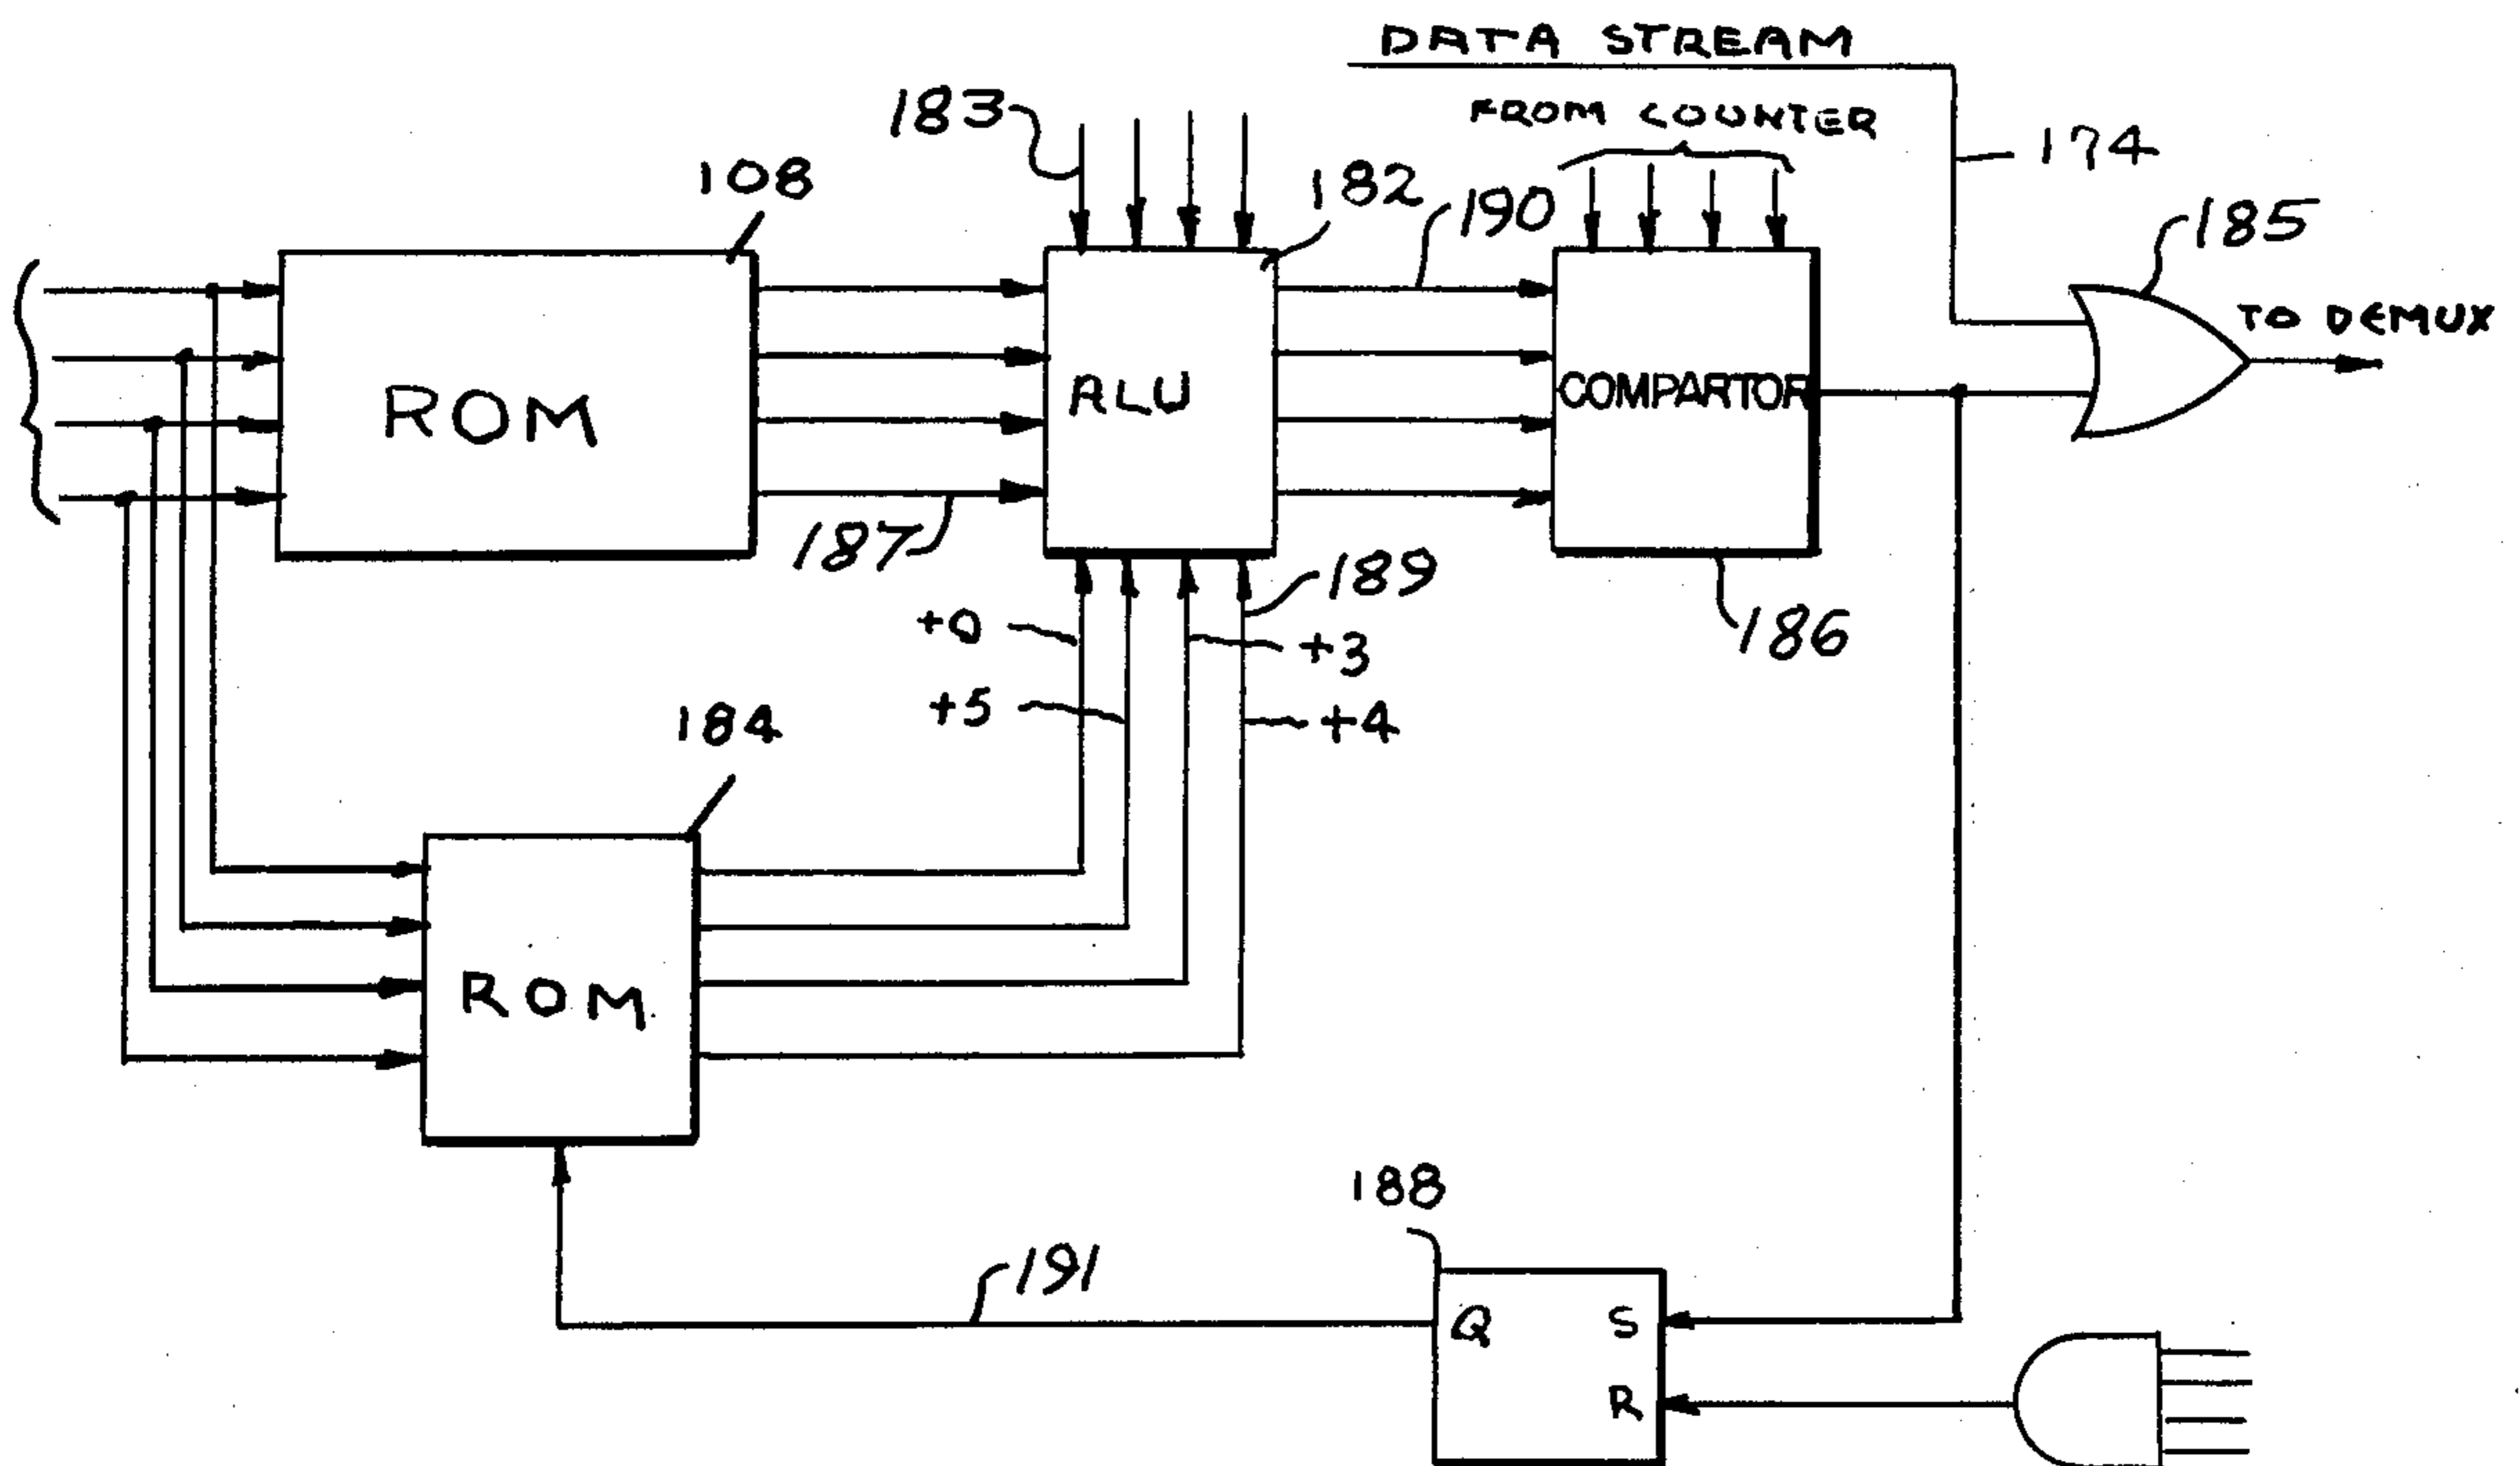 DATA STREAM
FROM COUNTER
183
174
108
182
190
185
TO DEMUX
ROM
ALU
COMPARTOR
187
189
+0
+3
186
+5
+4
184
ROM
188
191
Q
S
R